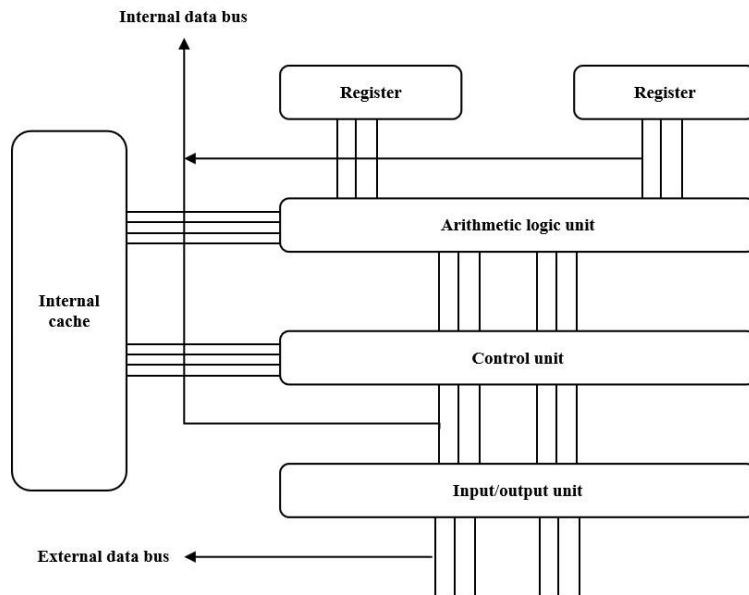 Internal data bus
Register
Register
Arithmetic logic unit
Internal
cache
Control unit
Input/output unit
External data bus